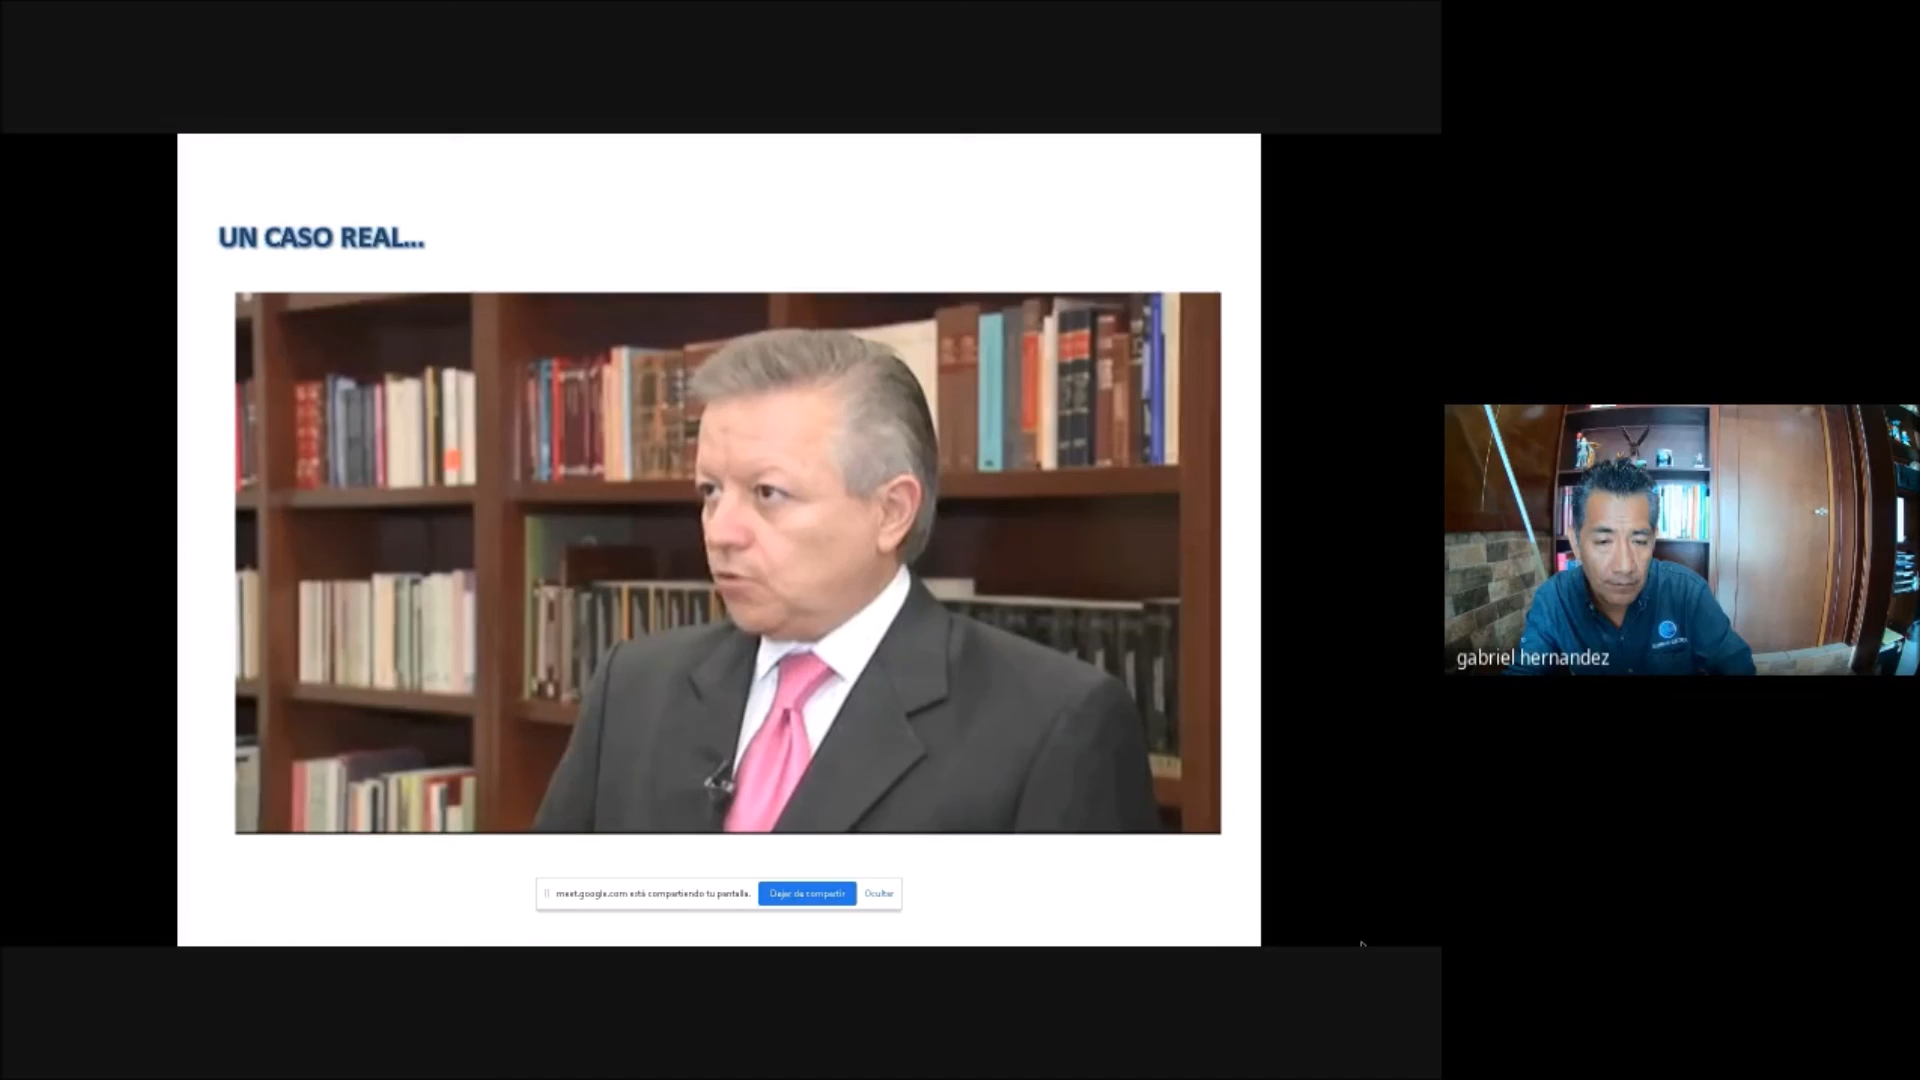 UN CASO REAL...
meet.google.com está compartiendo tu pantalla. Dejar de compartir Ocultar
gabriel hernandez